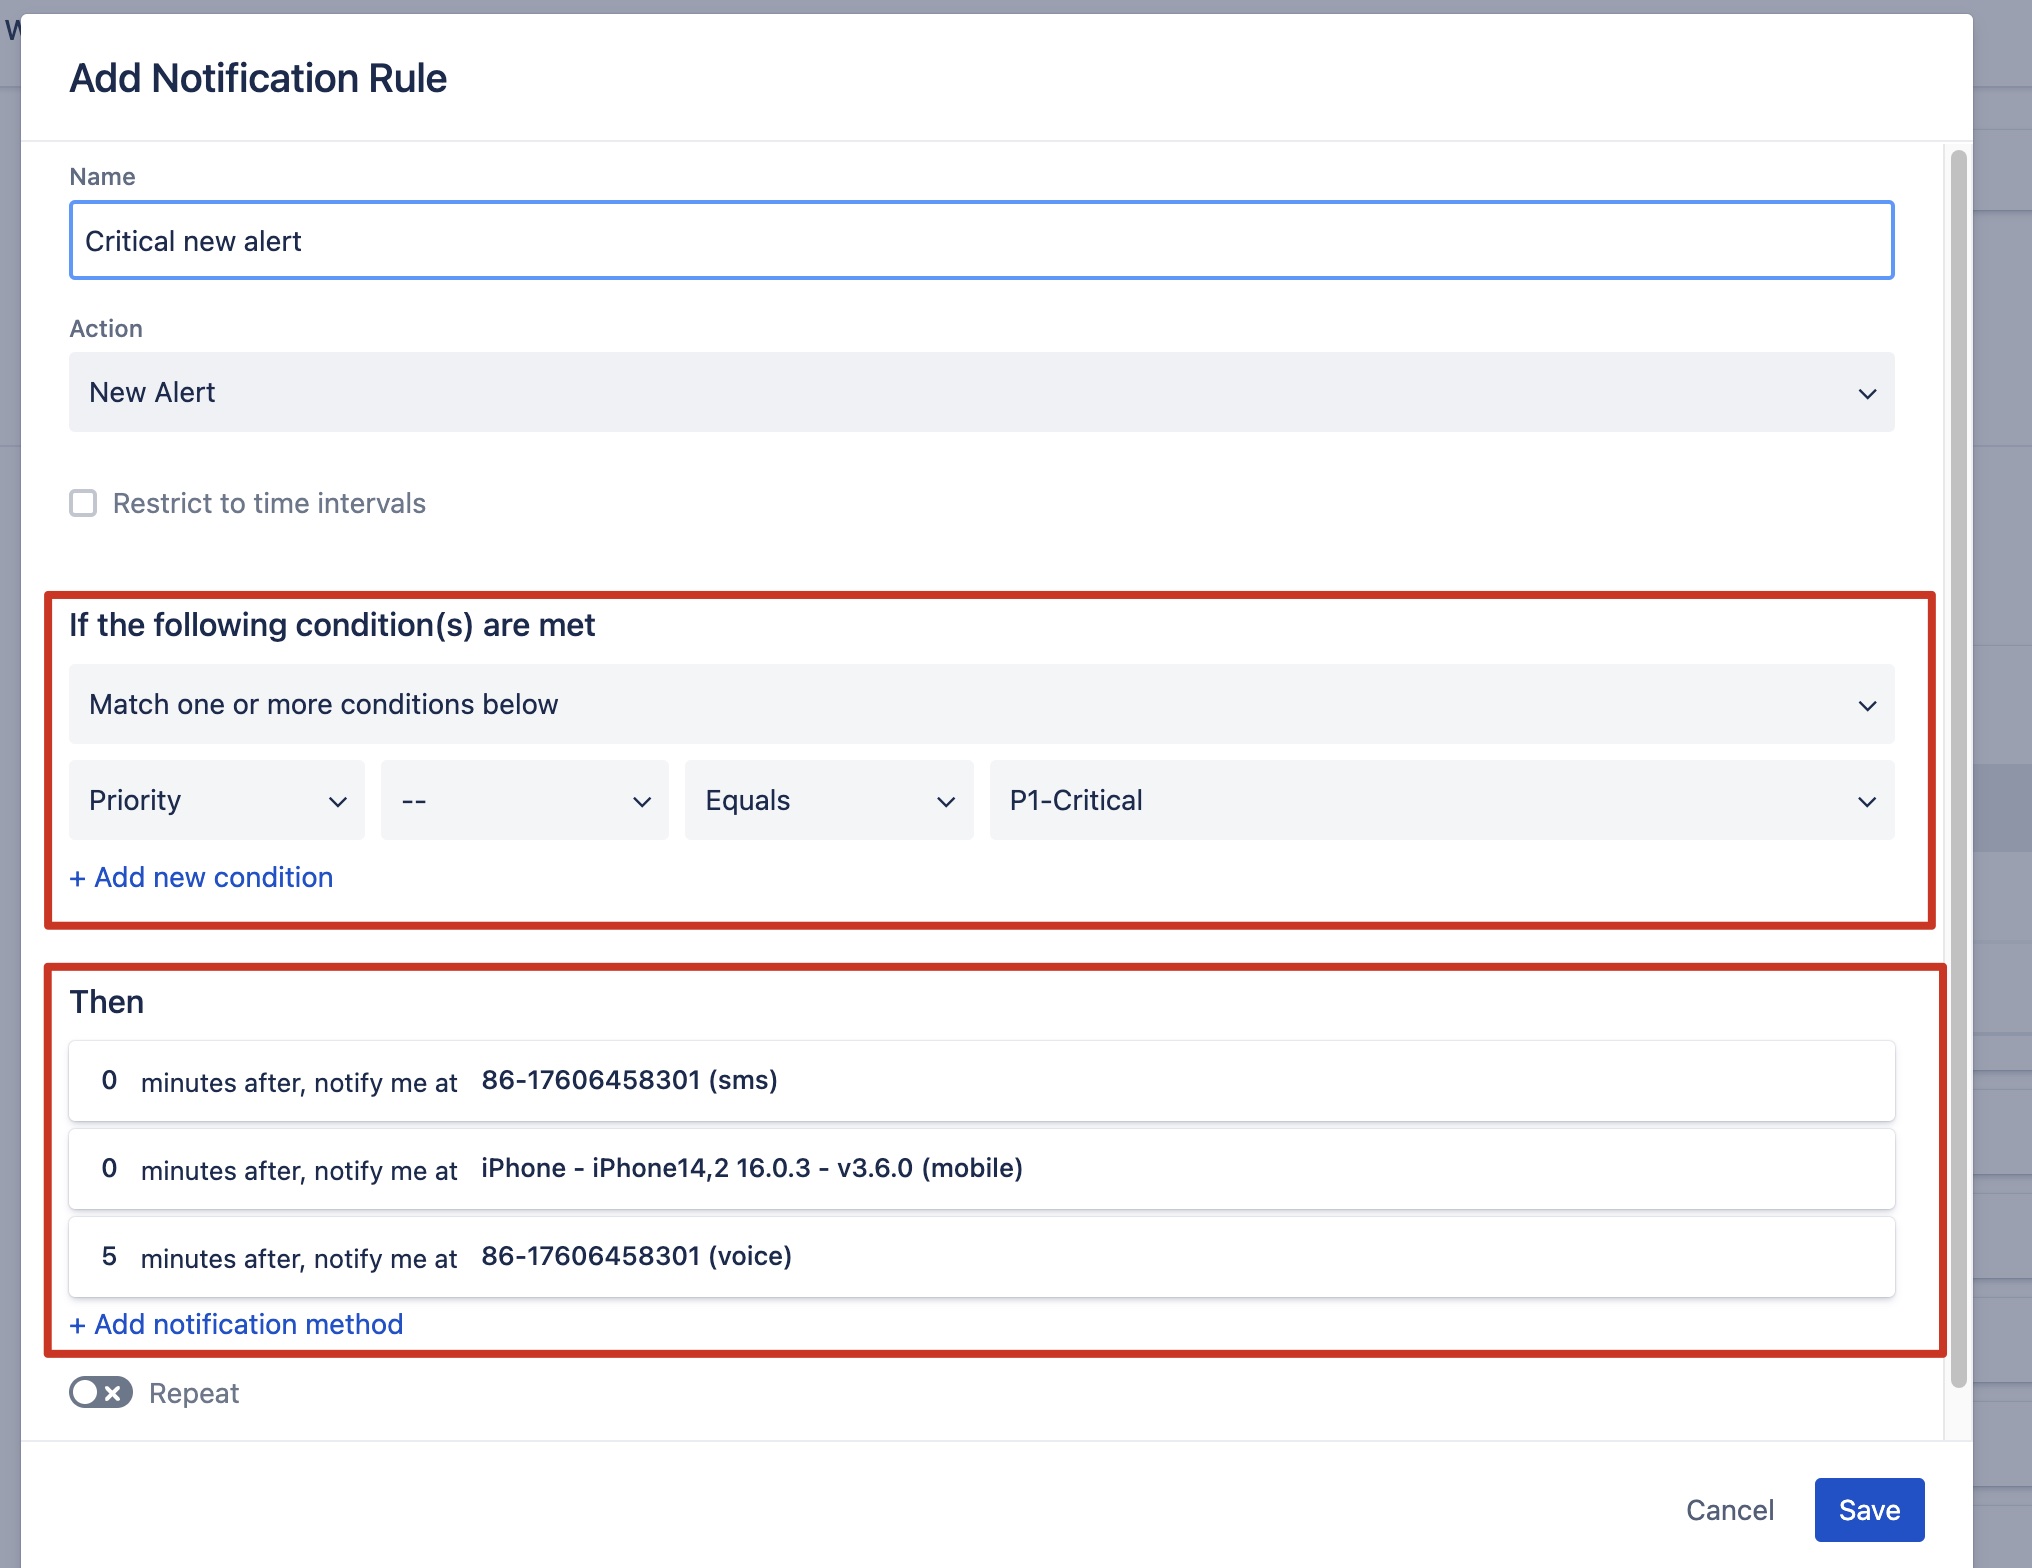 Add Notification Rule
Name
Critical new alert
Action
New Alert
Restrict to time intervals
If the following condition(s) are met
Match one or more conditions below
Priority -- Equals P1-Critical
+ Add new condition
Then
0 minutes after, notify me at 86-17606458301 (sms)
0 minutes after, notify me at iPhone - iPhone14,2 16.0.3 - v3.6.0 (mobile)
5 minutes after, notify me at 86-17606458301 (voice)
+ Add notification method
Repeat
Cancel Save